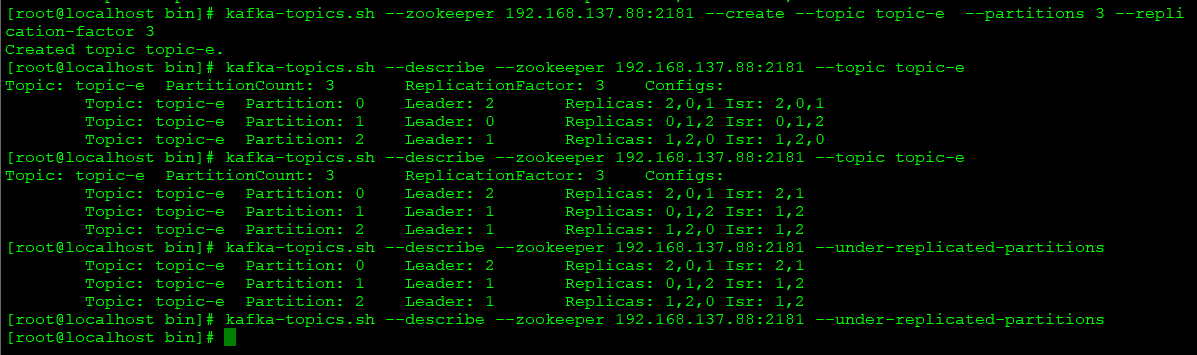 [root@localhost bin]# kafka-topics.sh --zookeeper 192.168.137.88:2181 --create --topic topic-e  --partitions 3 --repli
cation-factor 3
Created topic topic-e.
[root@localhost bin]# kafka-topics.sh --describe --zookeeper 192.168.137.88:2181 --topic topic-e
Topic: topic-e  PartitionCount: 3       ReplicationFactor: 3    Configs:
        Topic: topic-e  Partition: 0    Leader: 2       Replicas: 2,0,1 Isr: 2,0,1
        Topic: topic-e  Partition: 1    Leader: 0       Replicas: 0,1,2 Isr: 0,1,2
        Topic: topic-e  Partition: 2    Leader: 1       Replicas: 1,2,0 Isr: 1,2,0
[root@localhost bin]# kafka-topics.sh --describe --zookeeper 192.168.137.88:2181 --topic topic-e
Topic: topic-e  PartitionCount: 3       ReplicationFactor: 3    Configs:
        Topic: topic-e  Partition: 0    Leader: 2       Replicas: 2,0,1 Isr: 2,1
        Topic: topic-e  Partition: 1    Leader: 1       Replicas: 0,1,2 Isr: 1,2
        Topic: topic-e  Partition: 2    Leader: 1       Replicas: 1,2,0 Isr: 1,2
[root@localhost bin]# kafka-topics.sh --describe --zookeeper 192.168.137.88:2181 --under-replicated-partitions
        Topic: topic-e  Partition: 0    Leader: 2       Replicas: 2,0,1 Isr: 2,1
        Topic: topic-e  Partition: 1    Leader: 1       Replicas: 0,1,2 Isr: 1,2
        Topic: topic-e  Partition: 2    Leader: 1       Replicas: 1,2,0 Isr: 1,2
[root@localhost bin]# kafka-topics.sh --describe --zookeeper 192.168.137.88:2181 --under-replicated-partitions
[root@localhost bin]#